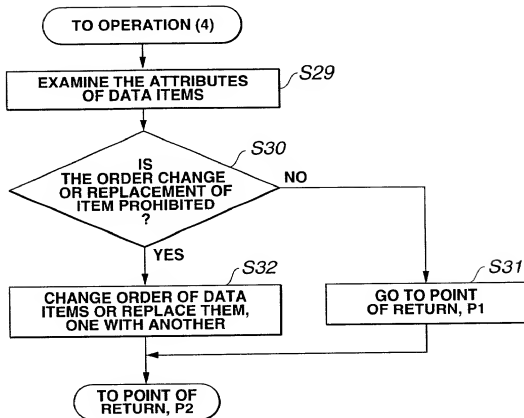 TO OPERATION (4)
S29
EXAMINE THE ATTRIBUTES
OF DATA ITEMS
S30
IS
THE ORDER CHANGE
OR REPLACEMENT OF
ITEM PROHIBITED
?
NO
YES
S32
CHANGE ORDER OF DATA
ITEMS OR REPLACE THEM,
ONE WITH ANOTHER
S31
GO TO POINT
OF RETURN, P1
TO POINT OF
RETURN, P2